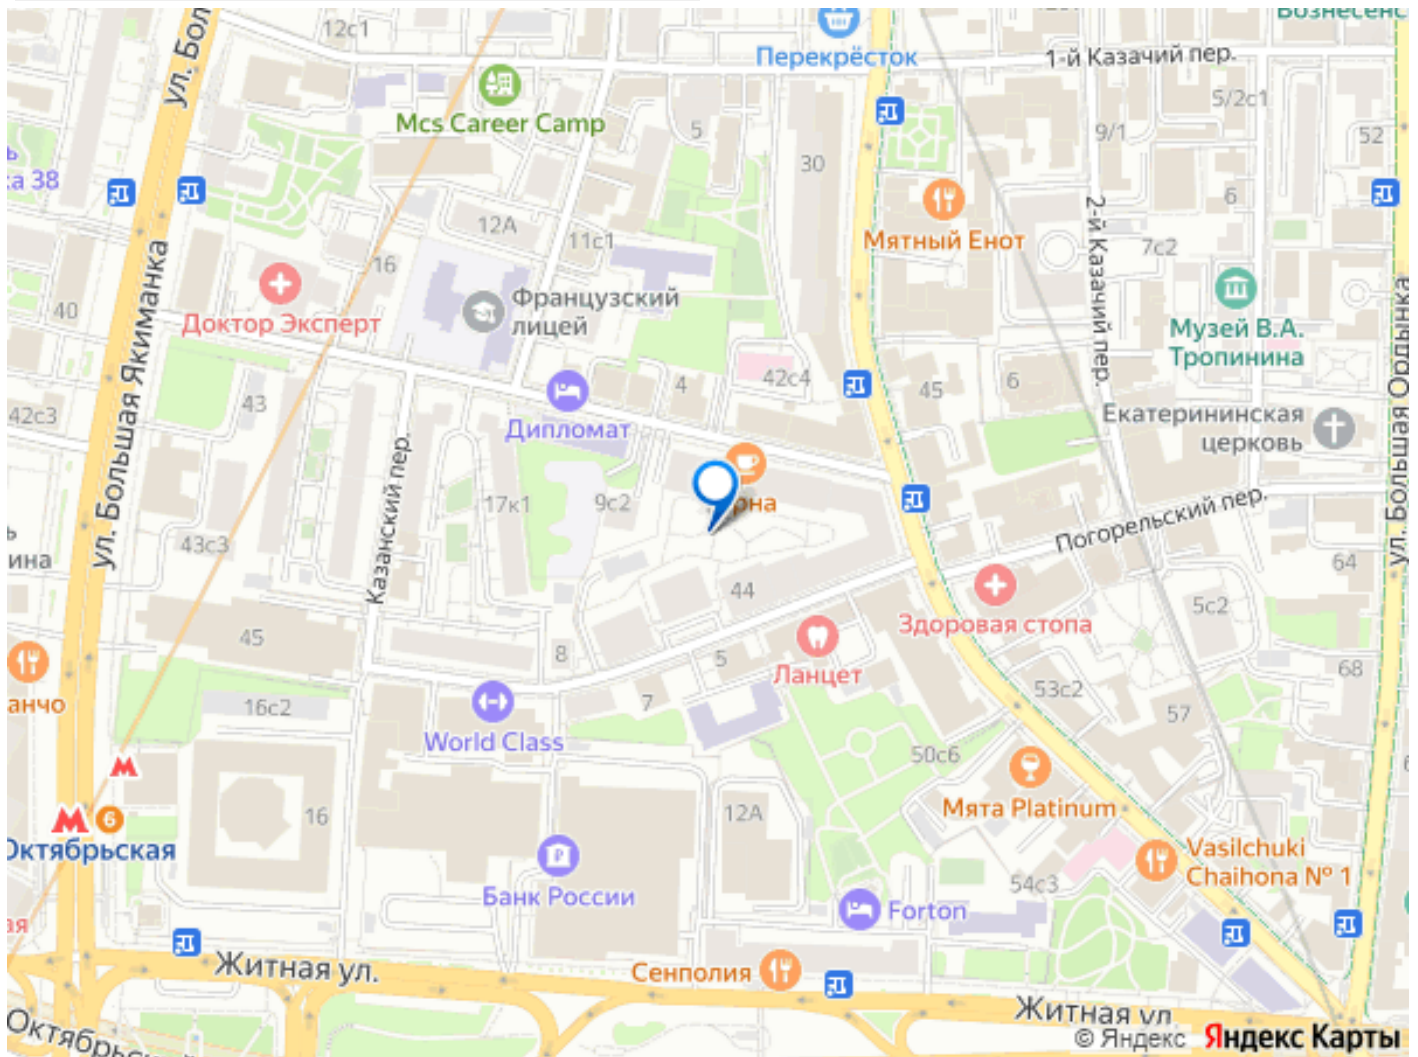 12с1
ул. Бол
Перекрёсток
1-й Казачий пер.
Mcs Career Camp
5
30
5/2с1
9/1
52
ка 38
12А
11с1
16
Мятный Енот
2-й Казачий пер.
6
7с2
40
Доктор Эксперт
Французский
лицей
Музей В.А.
Тропинина
ул. Большая Якиманка
ул. Большая Ордынка
42с3
43
4
42с4
45
6
Дипломат
Екатерининская
церковь
Казанский пер.
17к1
9с2
рна
Погорельский пер.
43с3
ина
44
64
5с2
Здоровая стопа
45
8
5
Ланцет
68
анчо
16с2
7
53с2
57
World Class
50с6
М
16
12А
Мята Platinum
М 6
Октябрьская
Банк России
Vasilchuki
Chaihona № 1
54с3
Forton
ая
Житная ул.
Сенполия
Житная ул
Октябрьск
© Яндекс Яндекс Карты